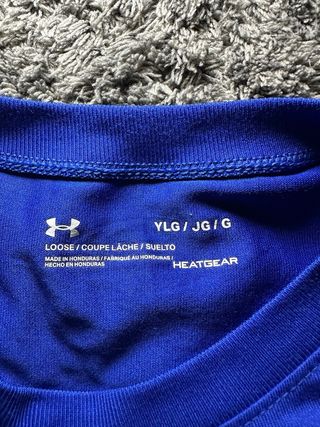 YLG / JG / G
LOOSE / COUPE LÂCHE / SUELTO
MADE IN HONDURAS / FABRIQUÉ AU HONDURAS /
HECHO EN HONDURAS
HEATGEAR